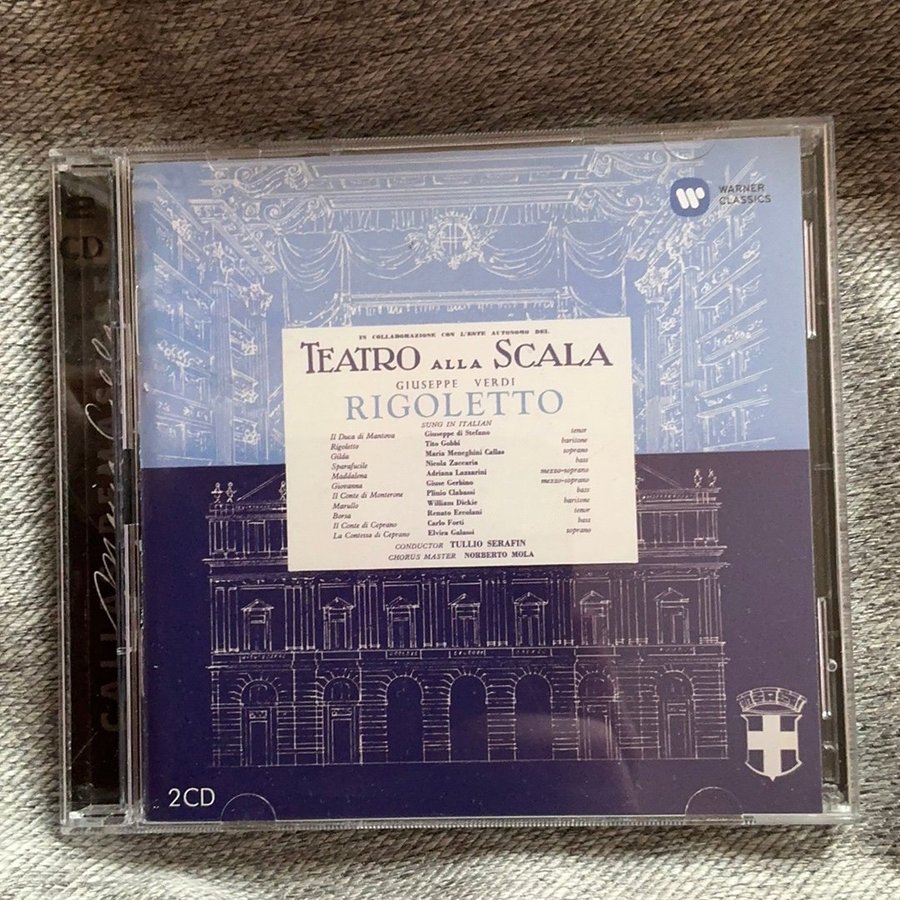 WARNER
CLASSICS
CD
IN COLLABORAZIONE CON L'ENTE AUTONOMO DEL
TEATRO ALLA SCALA
GIUSEPPE VERDI
RIGOLETTO
SUNG IN ITALIAN
Il Duca di Mantova Giuseppe di Stefano tenor
Rigoletto Tito Gobbi baritone
Gilda Maria Meneghini Callas soprano
Sparafucile Nicola Zaccaria bass
Maddalena Adriana Lazzarini mezzo-soprano
Giovanna Giuse Gerbino mezzo-soprano
Il Conte di Monterone Plinio Clabassi bass
Marullo William Dickie baritone
Borsa Renato Ercolani tenor
Il Conte di Ceprano Carlo Forti bass
La Contessa di Ceprano Elvira Galassi soprano
CONDUCTOR TULLIO SERAFIN
CHORUS MASTER NORBERTO MOLA
2CD